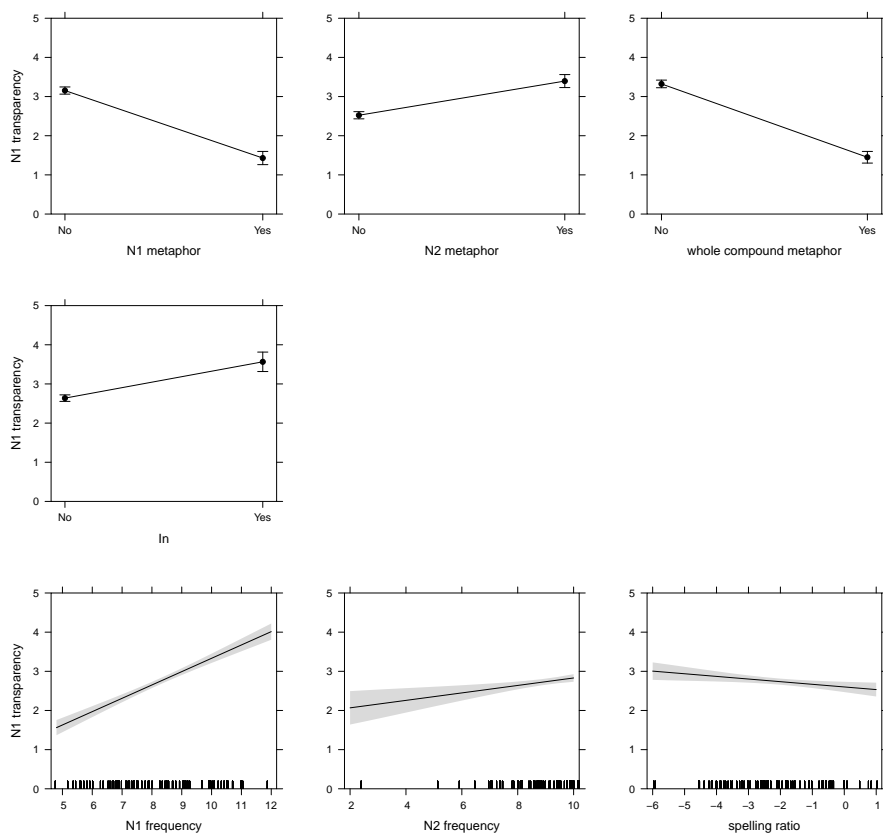 N1 transparency
5
4
3
2
1
0
No Yes
N1 metaphor
5
4
3
2
1
0
No Yes
N2 metaphor
5
4
3
2
1
0
No Yes
whole compound metaphor
N1 transparency
5
4
3
2
1
0
No Yes
In
N1 transparency
5
4
3
2
1
0
5 6 7 8 9 10 11 12
N1 frequency
5
4
3
2
1
0
2 4 6 8 10
N2 frequency
5
4
3
2
1
0
−6 −5 −4 −3 −2 −1 0 1
spelling ratio